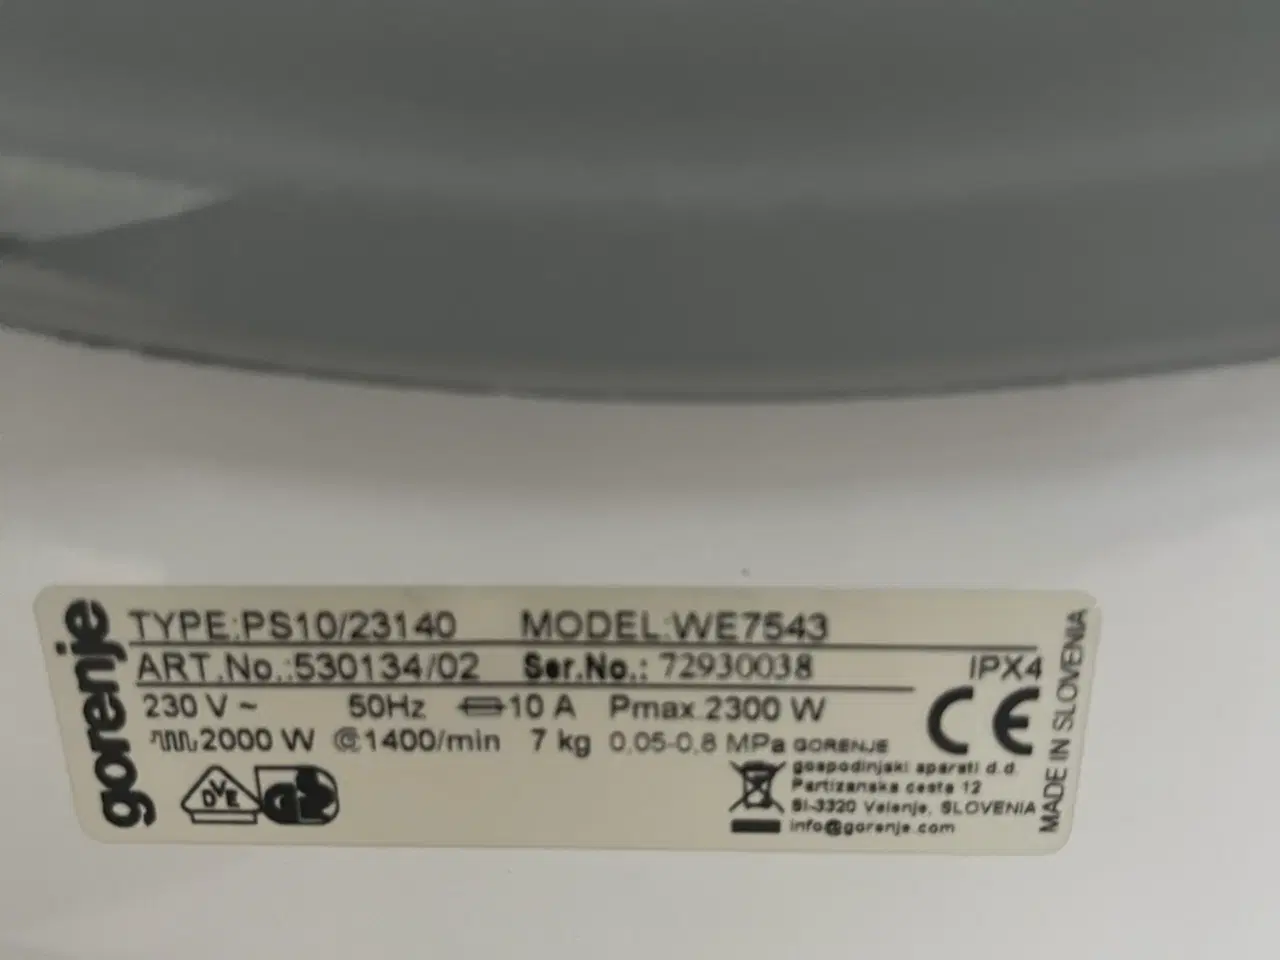 gorenje
TYPE:PS10/23140 MODEL:WE7543
ART.No.:530134/02 Ser.No.: 72930038 IPX4
230 V ~ 50Hz 10 A Pmax.2300 W CE
2000 W 1400/min 7 kg 0,05-0,8 MPa GORENJE
gospodinjski aparati d.d.
Partizanska cesta 12
SI-3320 Velenje, SLOVENIA
info@gorenje.com
DVE
MADE IN SLOVENIA